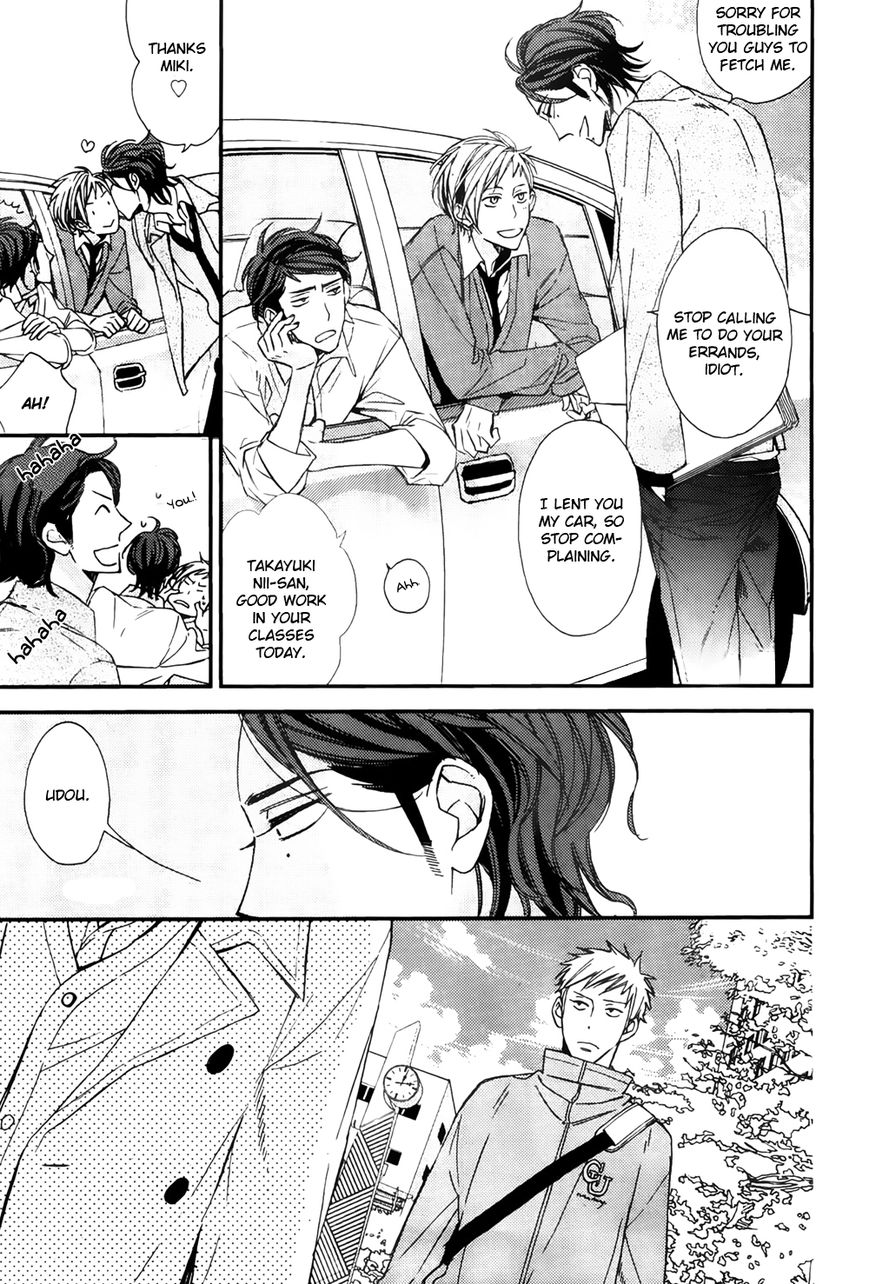 SORRY FOR
TROUBLING
YOU GUYS TO
FETCH ME.
STOP CALLING
ME TO DO YOUR
ERRANDS,
IDIOT.
I LENT YOU
MY CAR, SO
STOP COM-
PLAINING.
Ahh
TAKAYUKI
NII-SAN,
GOOD WORK
IN YOUR
CLASSES
TODAY.
THANKS
MIKI.
♡
AH!
hahaha
YOU!
hahaha
UDOU.
GU